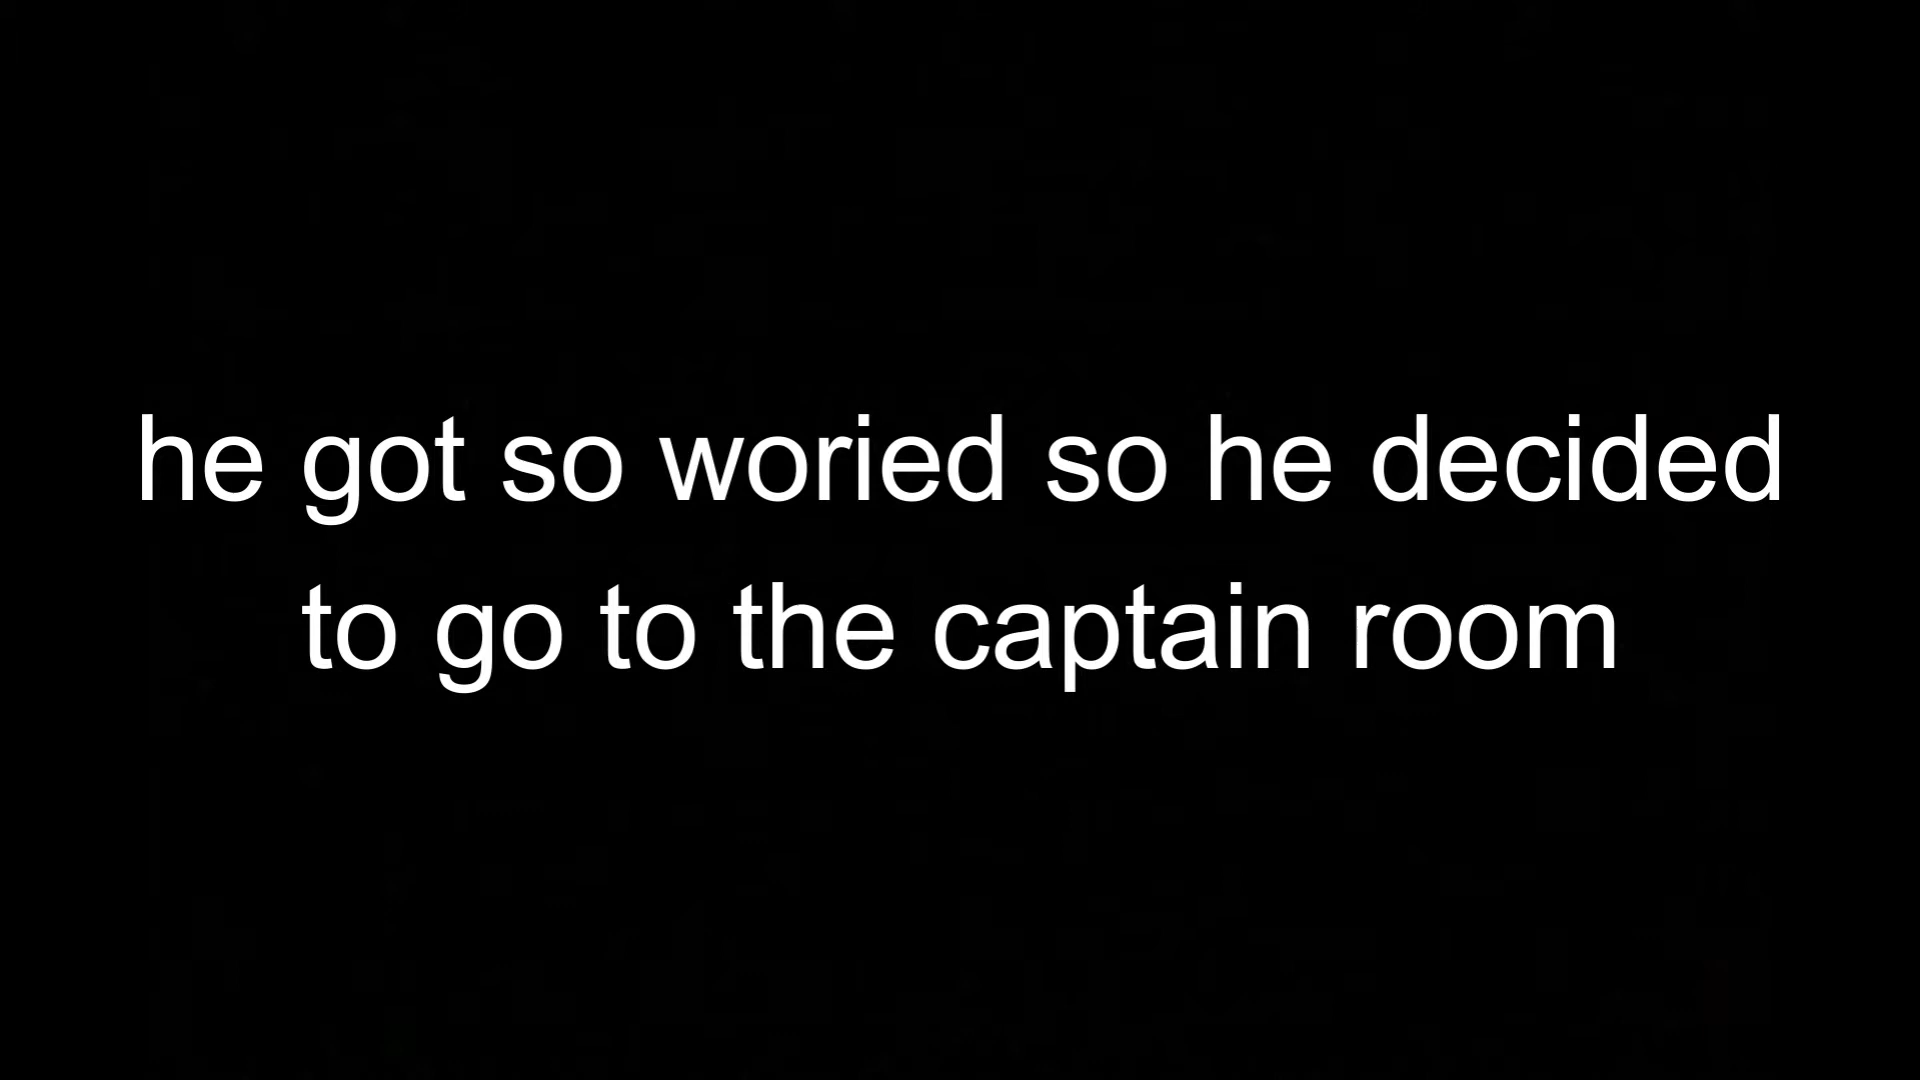 he got so woried so he decided
to go to the captain room